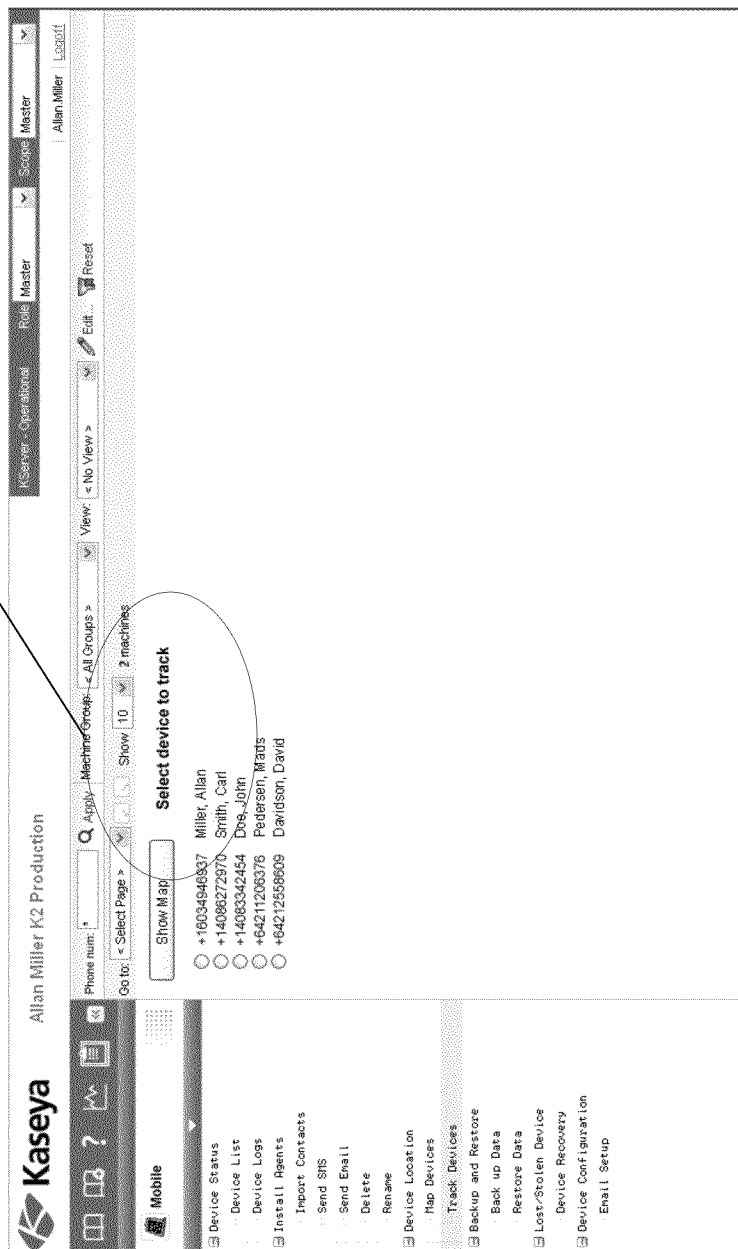 Kaseya
Allan Miller K2 Production
KServer - Operational Role Master Scope Master
Allan.Miller Logoff
Phone num: * Apply Machine Group: < All Groups > View: < No View > Edit... Reset
Go to: < Select Page > Show 10 2 machines
Mobile
Device Status
Device List
Device Logs
Install Agents
Import Contacts
Send SMS
Send Email
Delete
Rename
Device Location
Map Devices
Track Devices
Backup and Restore
Back up Data
Restore Data
Lost/Stolen Device
Device Recovery
Device Configuration
Email Setup
Show Map Select device to track
+16034946937 Miller, Allan
+14086272970 Smith, Carl
+14083342454 Doe, John
+64211206376 Pedersen, Mads
+64212558609 Davidson, David